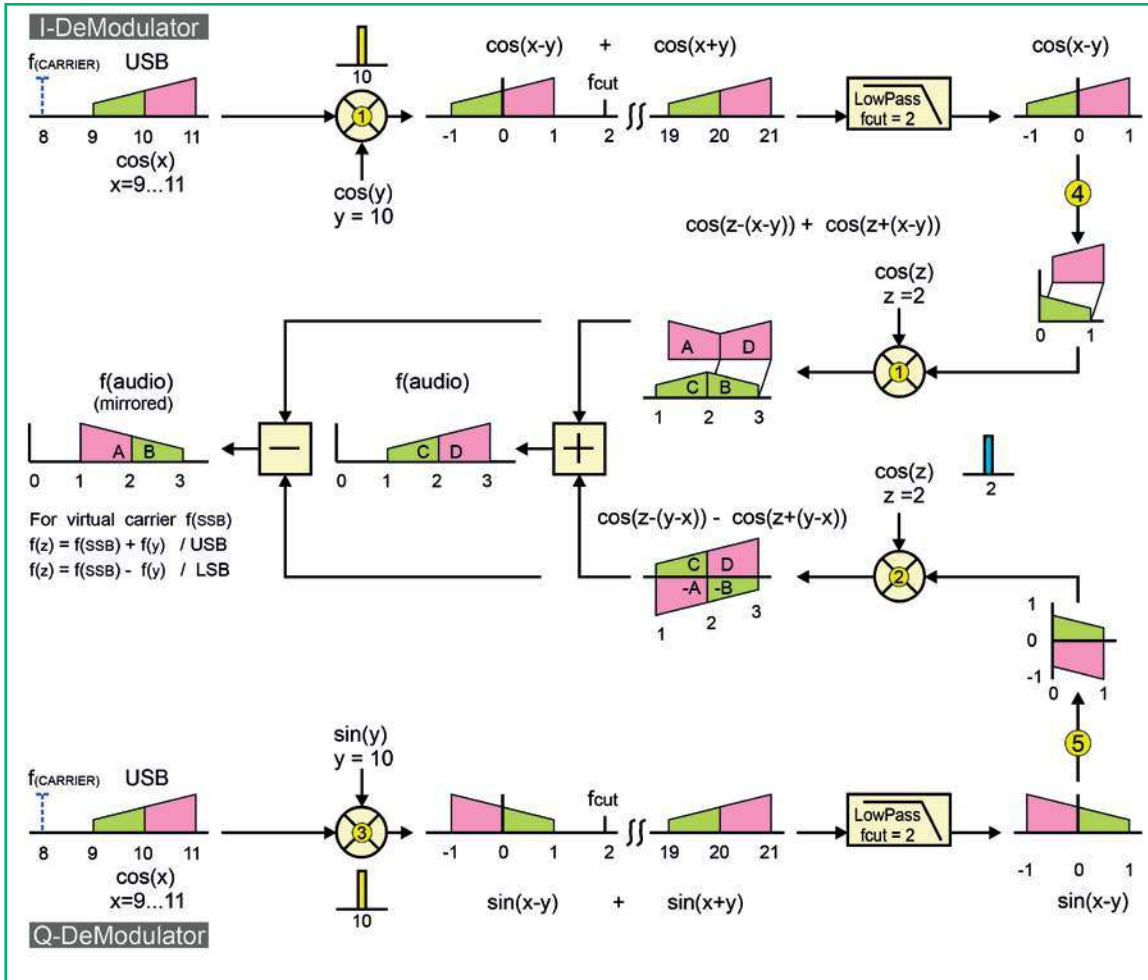 I-DeModulator
f(CARRIER) USB
8 9 10 11
cos(x)
x=9...11
10
1
cos(y)
y = 10
cos(x-y) + cos(x+y)
fcut
-1 0 1 2 19 20 21
LowPass
fcut = 2
cos(x-y)
-1 0 1
4
0 1
cos(z-(x-y)) + cos(z+(x-y))
cos(z)
z =2
1
A D
C B
1 2 3
f(audio)
(mirrored)
A B
0 1 2 3
−
f(audio)
C D
0 1 2 3
+
For virtual carrier f(SSB)
f(z) = f(SSB) + f(y) / USB
f(z) = f(SSB) - f(y) / LSB
cos(z)
z =2
2
2
cos(z-(y-x)) - cos(z+(y-x))
C D
-A -B
1 2 3
1
0
-1
0 1
5
f(CARRIER) USB
8 9 10 11
cos(x)
x=9...11
sin(y)
y = 10
3
10
fcut
-1 0 1 2 19 20 21
sin(x-y) + sin(x+y)
LowPass
fcut = 2
-1 0 1
sin(x-y)
Q-DeModulator